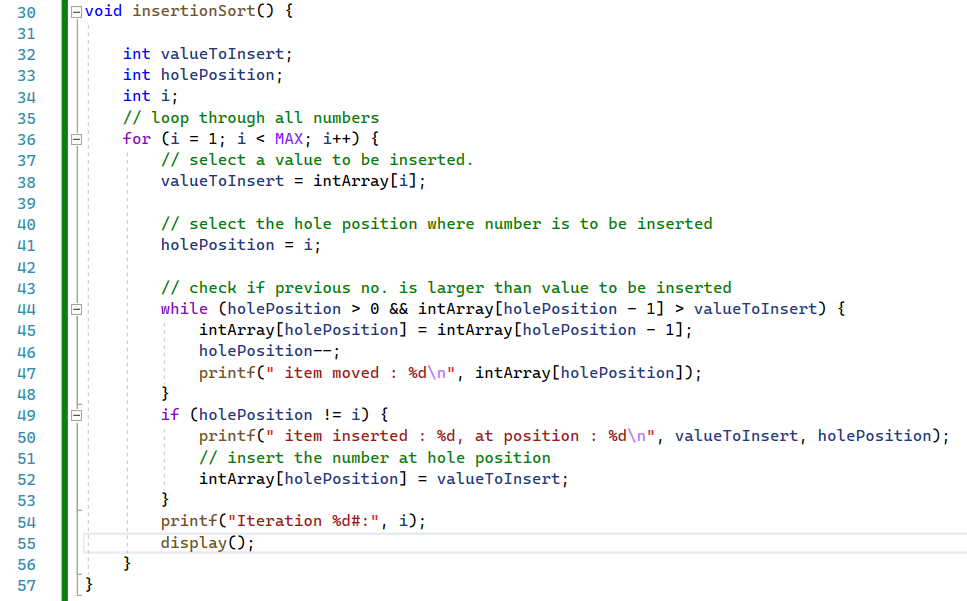 30 void insertionSort() {
31
32 int valueToInsert;
33 int holePosition;
34 int i;
35 // loop through all numbers
36 for (i = 1; i < MAX; i++) {
37 // select a value to be inserted.
38 valueToInsert = intArray[i];
39
40 // select the hole position where number is to be inserted
41 holePosition = i;
42
43 // check if previous no. is larger than value to be inserted
44 while (holePosition > 0 && intArray[holePosition - 1] > valueToInsert) {
45 intArray[holePosition] = intArray[holePosition - 1];
46 holePosition--;
47 printf(" item moved : %d\n", intArray[holePosition]);
48 }
49 if (holePosition != i) {
50 printf(" item inserted : %d, at position : %d\n", valueToInsert, holePosition);
51 // insert the number at hole position
52 intArray[holePosition] = valueToInsert;
53 }
54 printf("Iteration %d#:", i);
55 display();
56 }
57 }